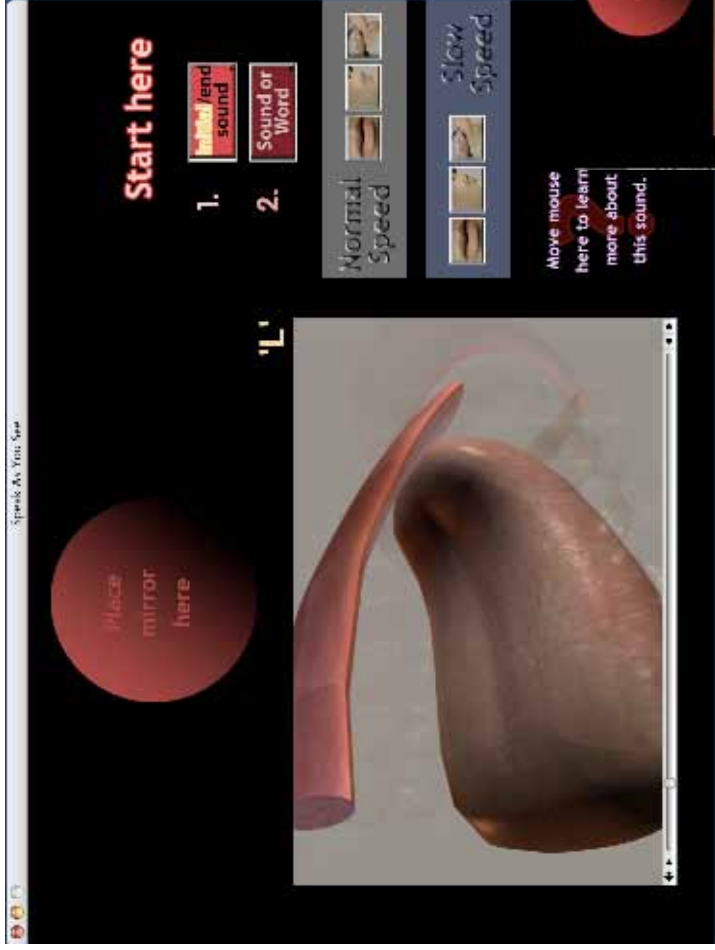 Speak As You See
Place
mirror
here
'L'
Start here
1.
/end
sound
2.
Sound or
Word
Normal
Speed
Slow
Speed
Move mouse
here to learn
more about
this sound.